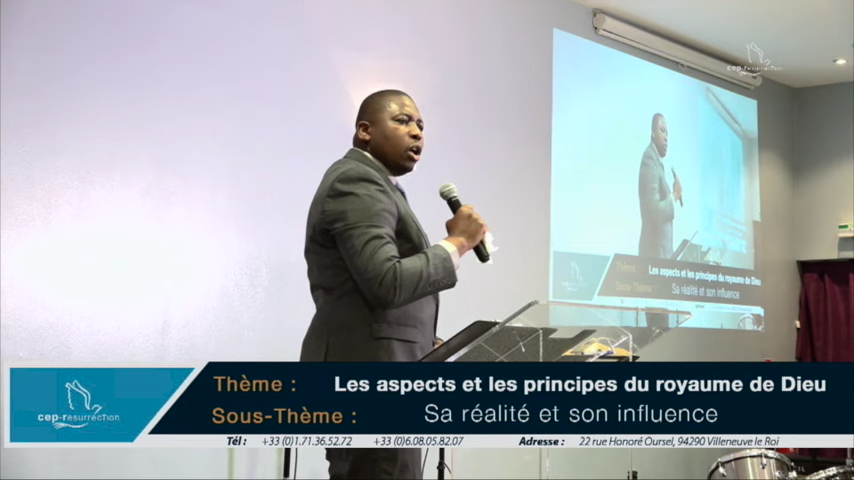 cep-resurrection
Thème :
Les aspects et les principes du royaume de Dieu
Sous-Thème :
Sa réalité et son influence
cep-resurrection
Thème :
Les aspects et les principes du royaume de Dieu
Sous-Thème :
Sa réalité et son influence
Tél :
+33 (0)1.71.36.52.72
+33 (0)6.08.05.82.07
Adresse :
22 rue Honoré Oursel, 94290 Villeneuve le Roi